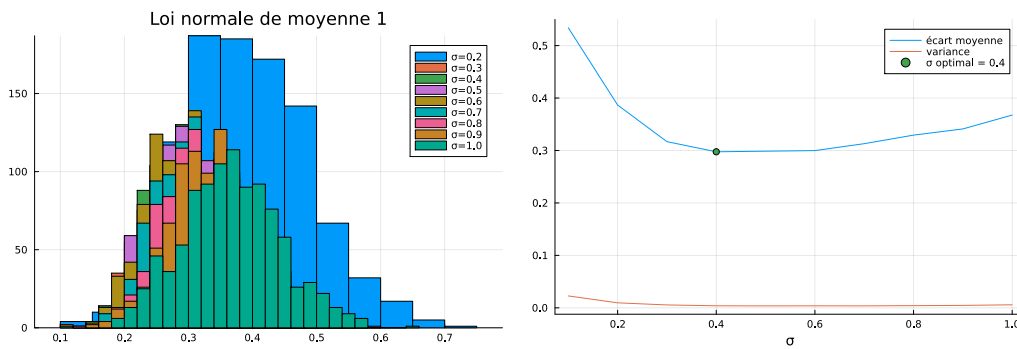 Loi normale de moyenne 1
150
100
50
0
0.1 0.2 0.3 0.4 0.5 0.6 0.7
σ=0.2
σ=0.3
σ=0.4
σ=0.5
σ=0.6
σ=0.7
σ=0.8
σ=0.9
σ=1.0
0.5
0.4
0.3
0.2
0.1
0.0
0.2 0.4 0.6 0.8 1.0
σ
écart moyenne
variance
σ optimal = 0.4